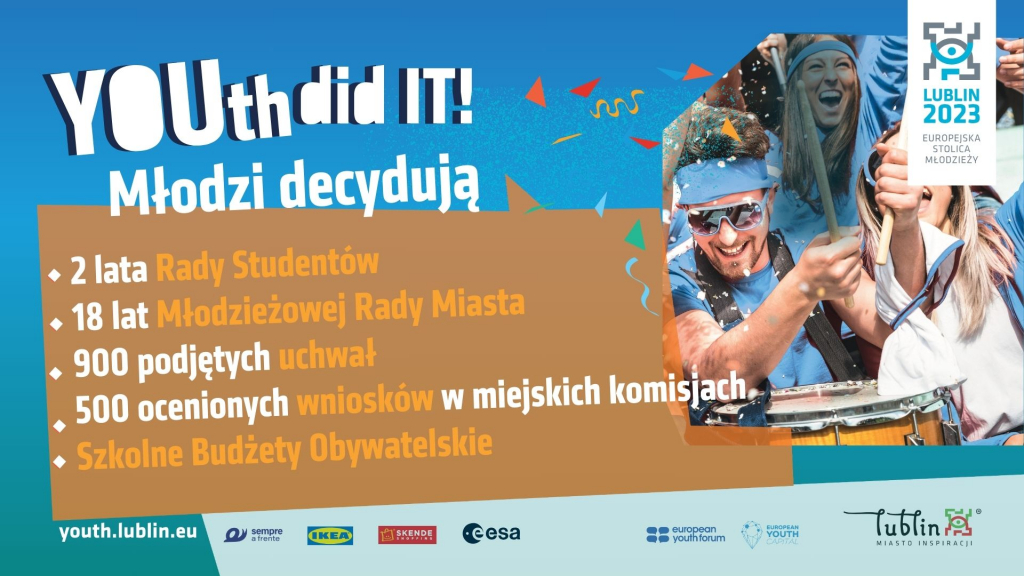 YOUth did IT!
Młodzi decydują
2 lata Rady Studentów
18 lat Młodzieżowej Rady Miasta
900 podjętych uchwał
500 ocenionych wniosków w miejskich komisjach
Szkolne Budżety Obywatelskie
LUBLIN
2023
EUROPEJSKA
STOLICA
MŁODZIEŻY
youth.lublin.eu
sempre
a frente
IKEA
SKENDE
SHOPPING
esa
european
youthforum
EUROPEAN
YOUTH
CAPITAL
lublin
MIASTO INSPIRACJI